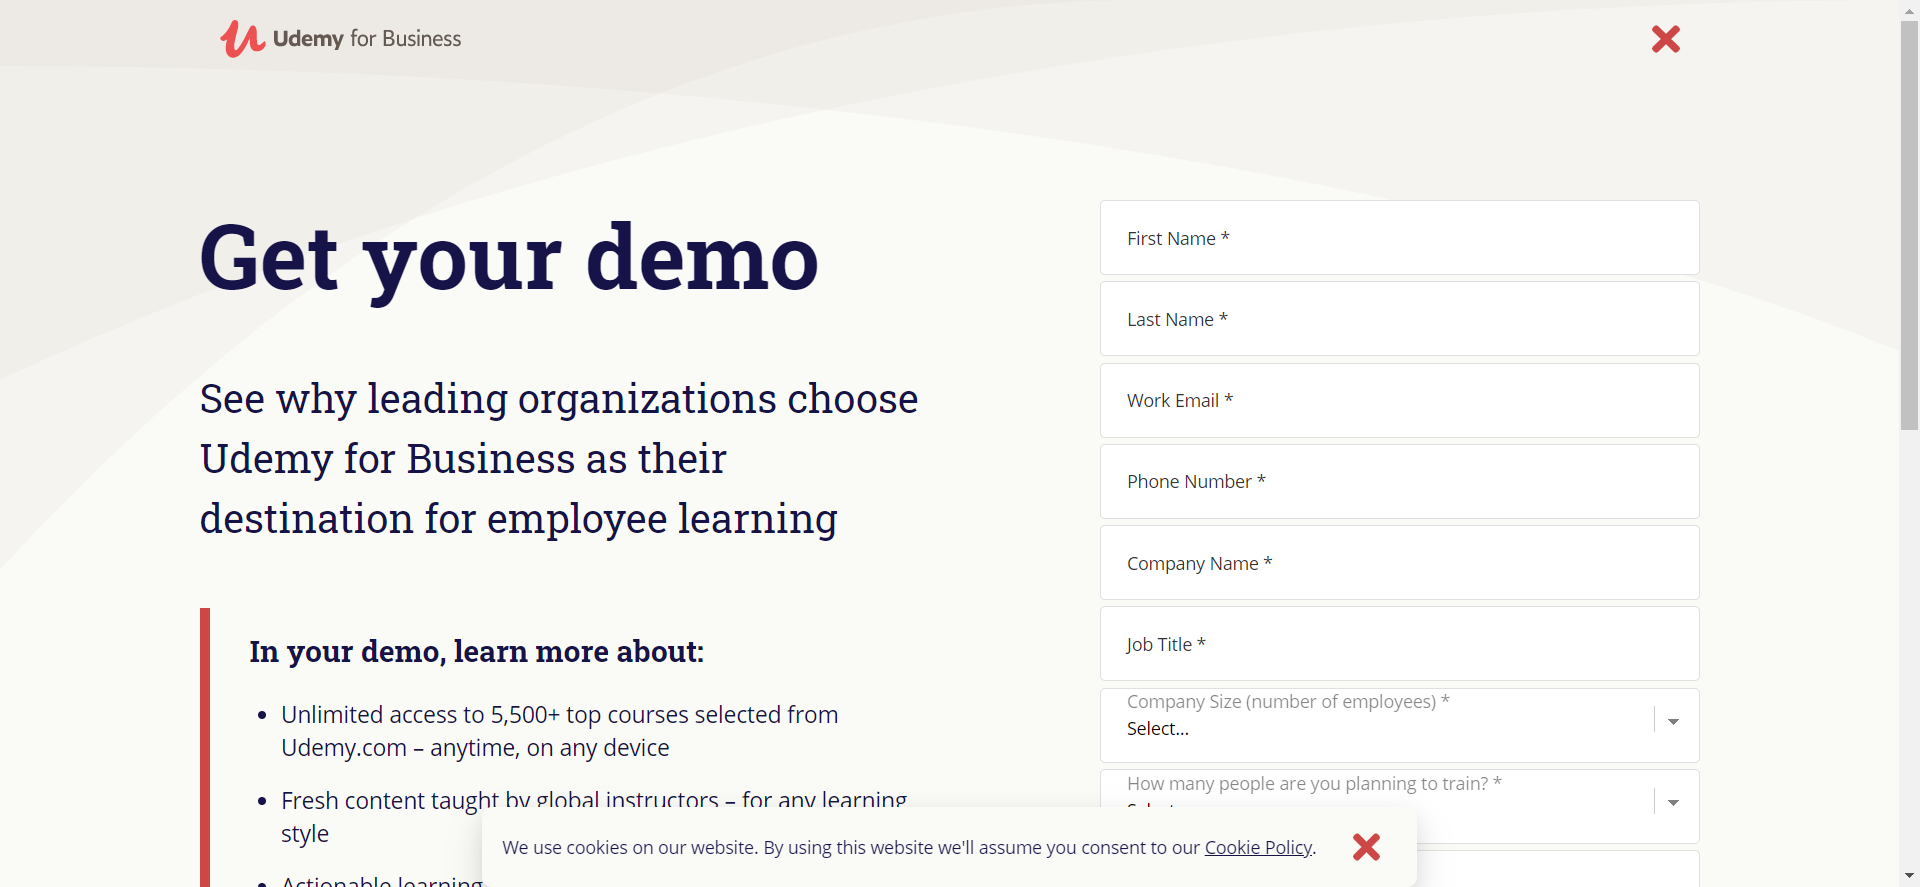 Udemy for Business
Get your demo
See why leading organizations choose
Udemy for Business as their
destination for employee learning
In your demo, learn more about:
Unlimited access to 5,500+ top courses selected from
Udemy.com – anytime, on any device
Fresh content taught by global instructors – for any learning
style
Actionable learning
First Name *
Last Name *
Work Email *
Phone Number *
Company Name *
Job Title *
Company Size (number of employees) *
Select...
How many people are you planning to train? *
We use cookies on our website. By using this website we'll assume you consent to our Cookie Policy.